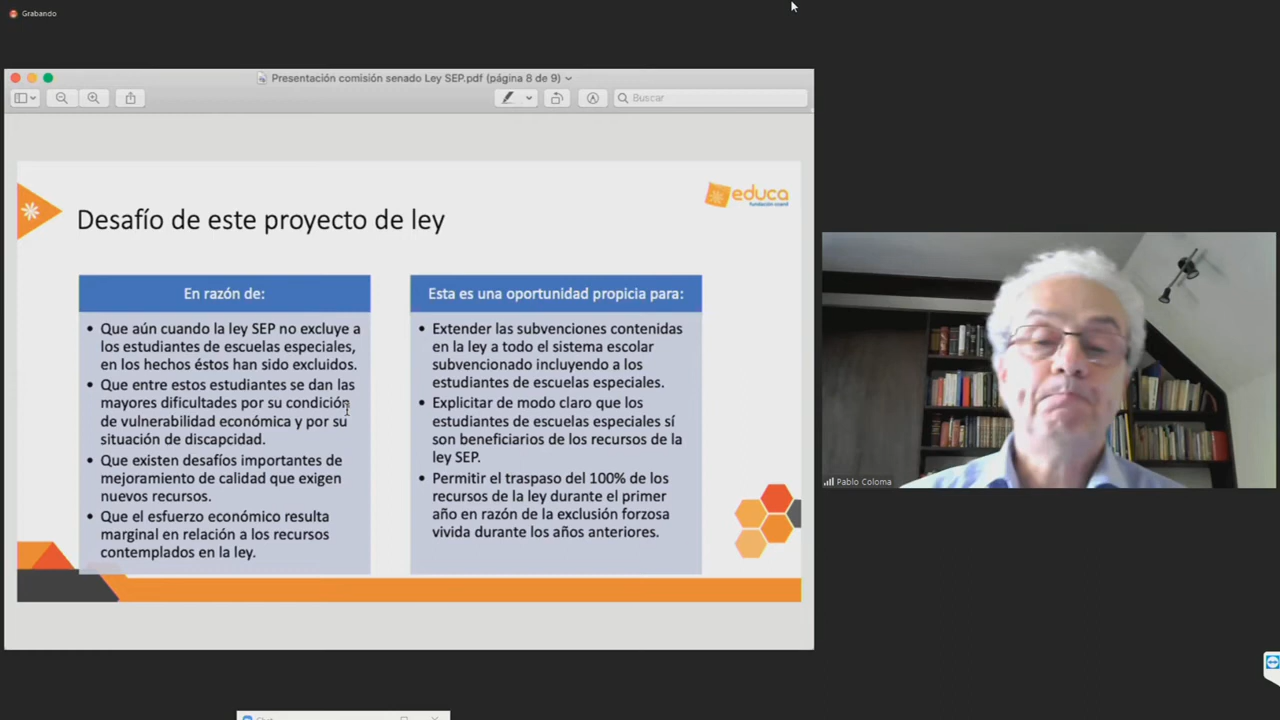 Grabando
Presentación comisión senado Ley SEP.pdf (página 8 de 9)
Buscar
educa
fundación coanil
Desafío de este proyecto de ley
En razón de:
• Que aún cuando la ley SEP no excluye a
los estudiantes de escuelas especiales,
en los hechos éstos han sido excluidos.
• Que entre estos estudiantes se dan las
mayores dificultades por su condición
de vulnerabilidad económica y por su
situación de discapcidad.
• Que existen desafíos importantes de
mejoramiento de calidad que exigen
nuevos recursos.
• Que el esfuerzo económico resulta
marginal en relación a los recursos
contemplados en la ley.
Esta es una oportunidad propicia para:
• Extender las subvenciones contenidas
en la ley a todo el sistema escolar
subvencionado incluyendo a los
estudiantes de escuelas especiales.
• Explicitar de modo claro que los
estudiantes de escuelas especiales sí
son beneficiarios de los recursos de la
ley SEP.
• Permitir el traspaso del 100% de los
recursos de la ley durante el primer
año en razón de la exclusión forzosa
vivida durante los años anteriores.
Pablo Coloma